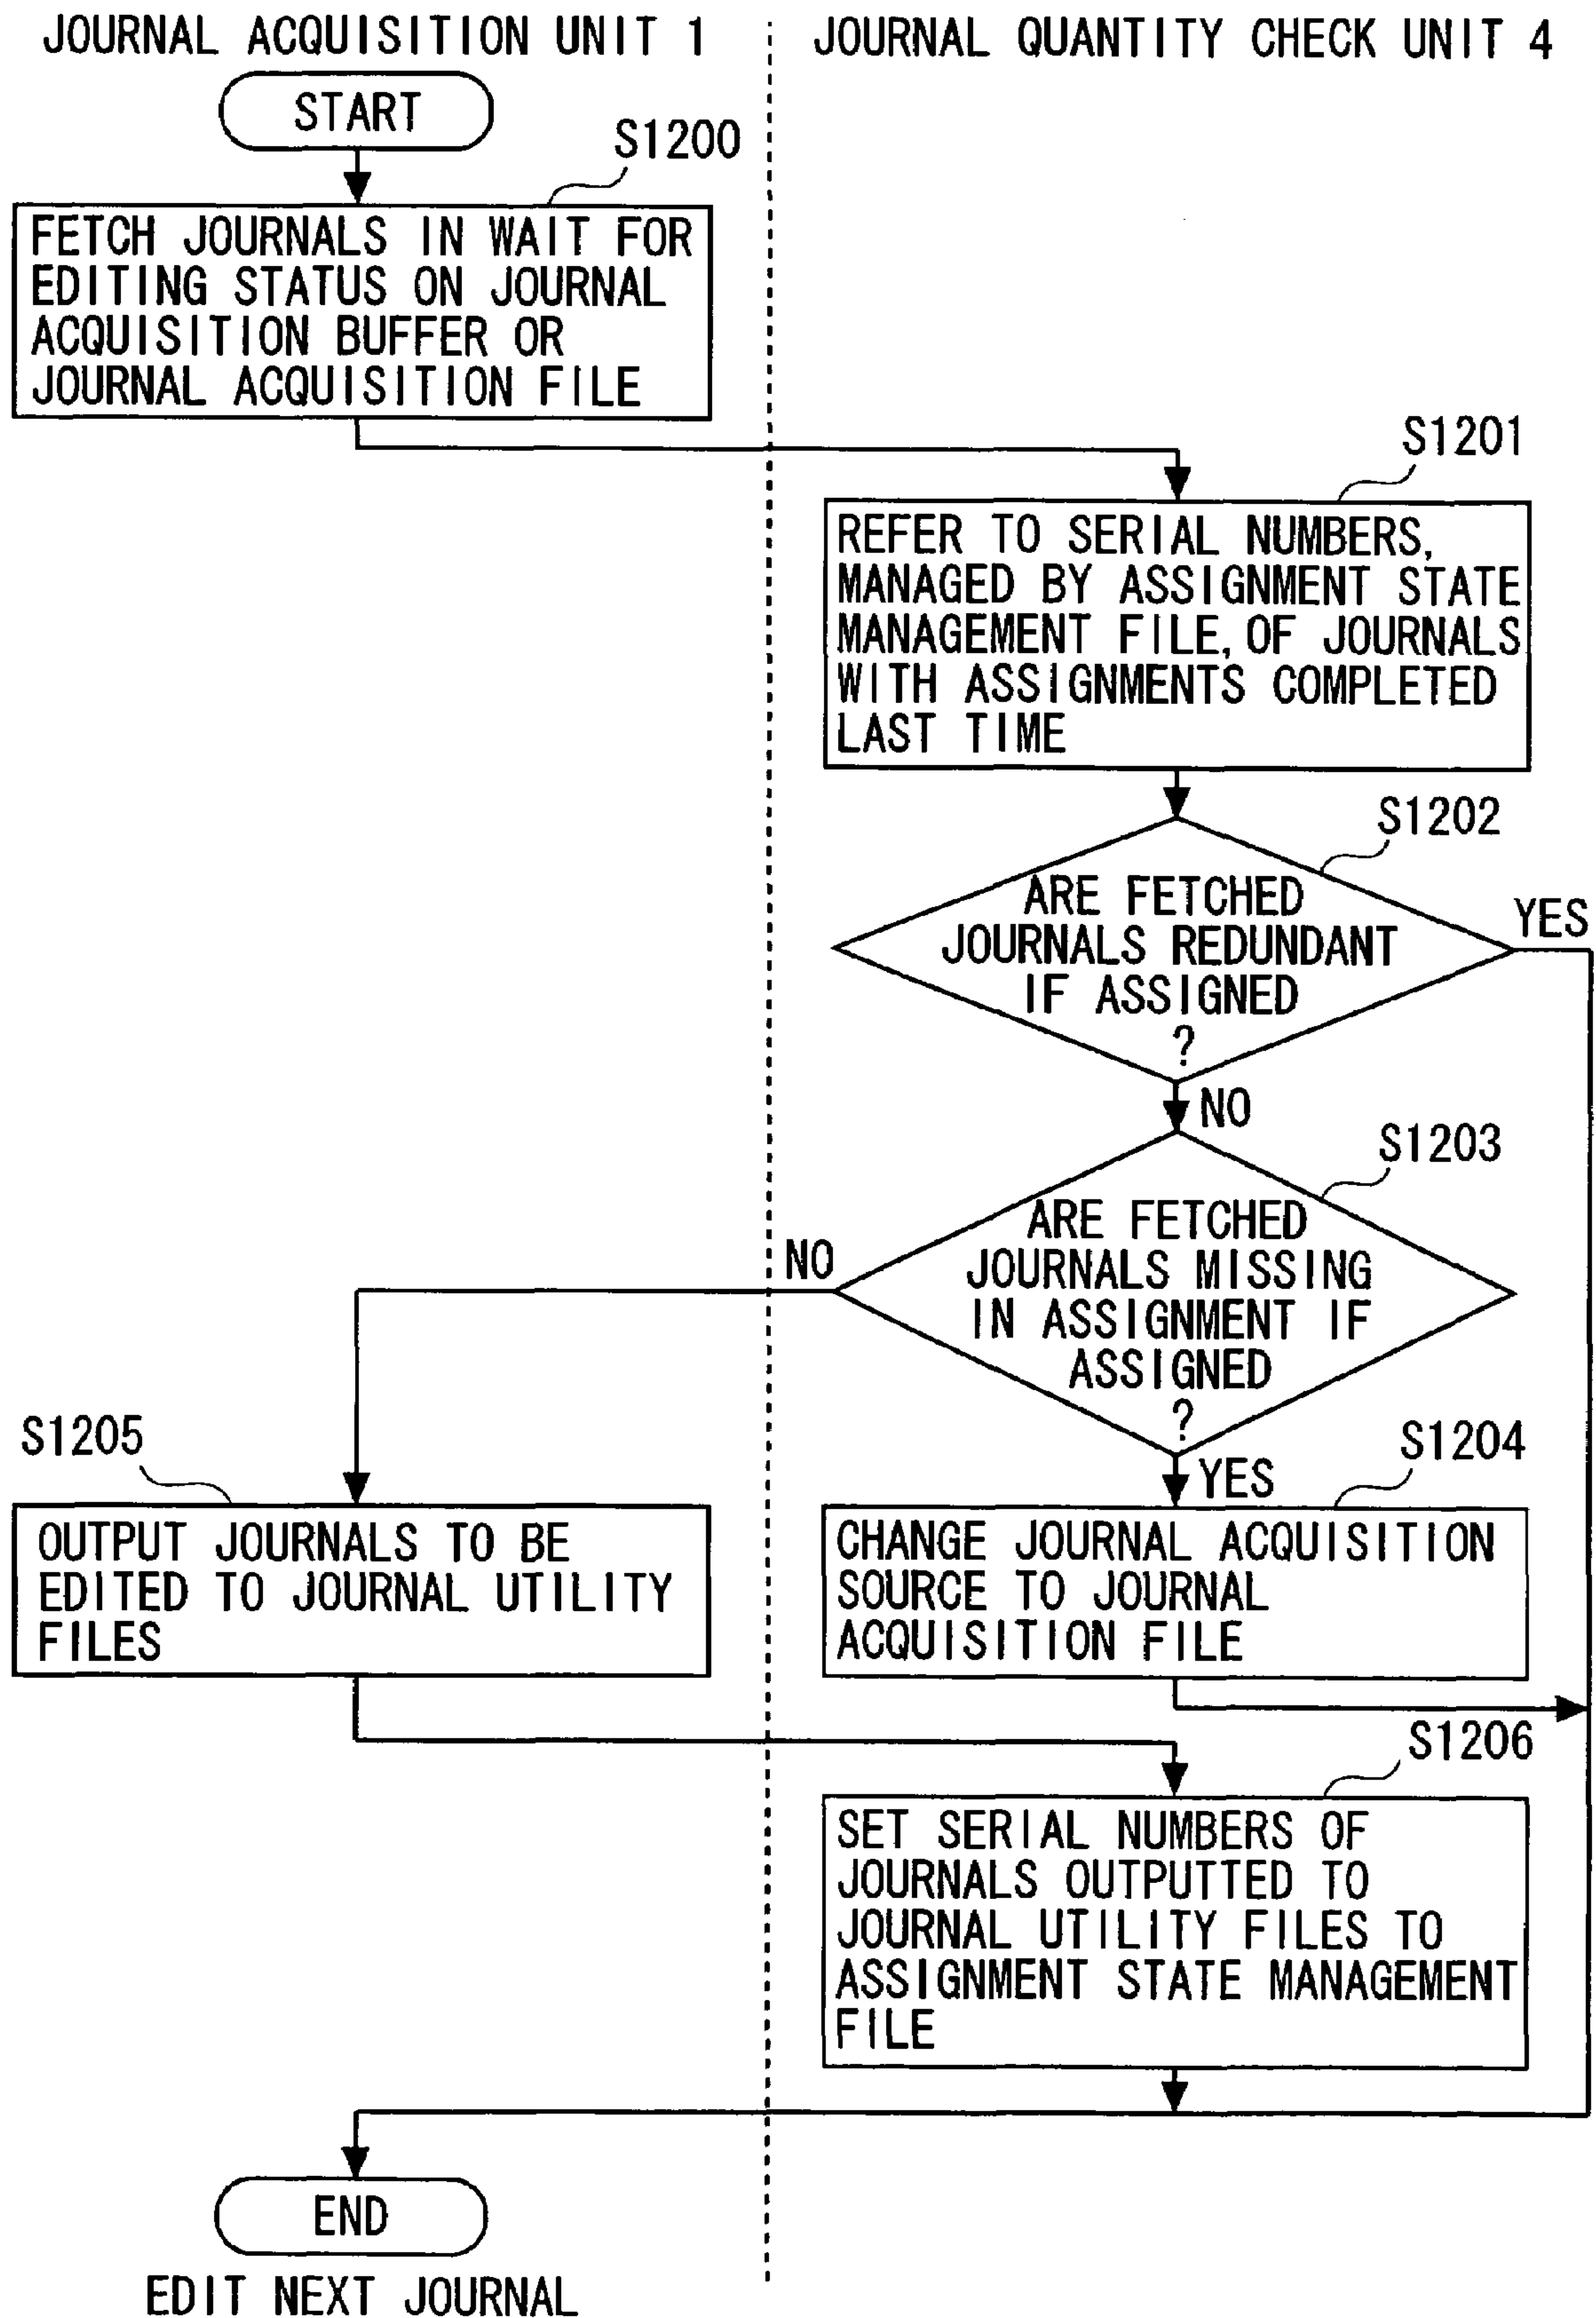 JOURNAL ACQUISITION UNIT 1
JOURNAL QUANTITY CHECK UNIT 4
START
S1200
FETCH JOURNALS IN WAIT FOR
EDITING STATUS ON JOURNAL
ACQUISITION BUFFER OR
JOURNAL ACQUISITION FILE
S1201
REFER TO SERIAL NUMBERS,
MANAGED BY ASSIGNMENT STATE
MANAGEMENT FILE, OF JOURNALS
WITH ASSIGNMENTS COMPLETED
LAST TIME
S1202
ARE FETCHED
JOURNALS REDUNDANT
IF ASSIGNED
?
YES
NO
S1203
ARE FETCHED
JOURNALS MISSING
IN ASSIGNMENT IF
ASSIGNED
?
NO
YES
S1205
OUTPUT JOURNALS TO BE
EDITED TO JOURNAL UTILITY
FILES
S1204
CHANGE JOURNAL ACQUISITION
SOURCE TO JOURNAL
ACQUISITION FILE
S1206
SET SERIAL NUMBERS OF
JOURNALS OUTPUTTED TO
JOURNAL UTILITY FILES TO
ASSIGNMENT STATE MANAGEMENT
FILE
END
EDIT NEXT JOURNAL